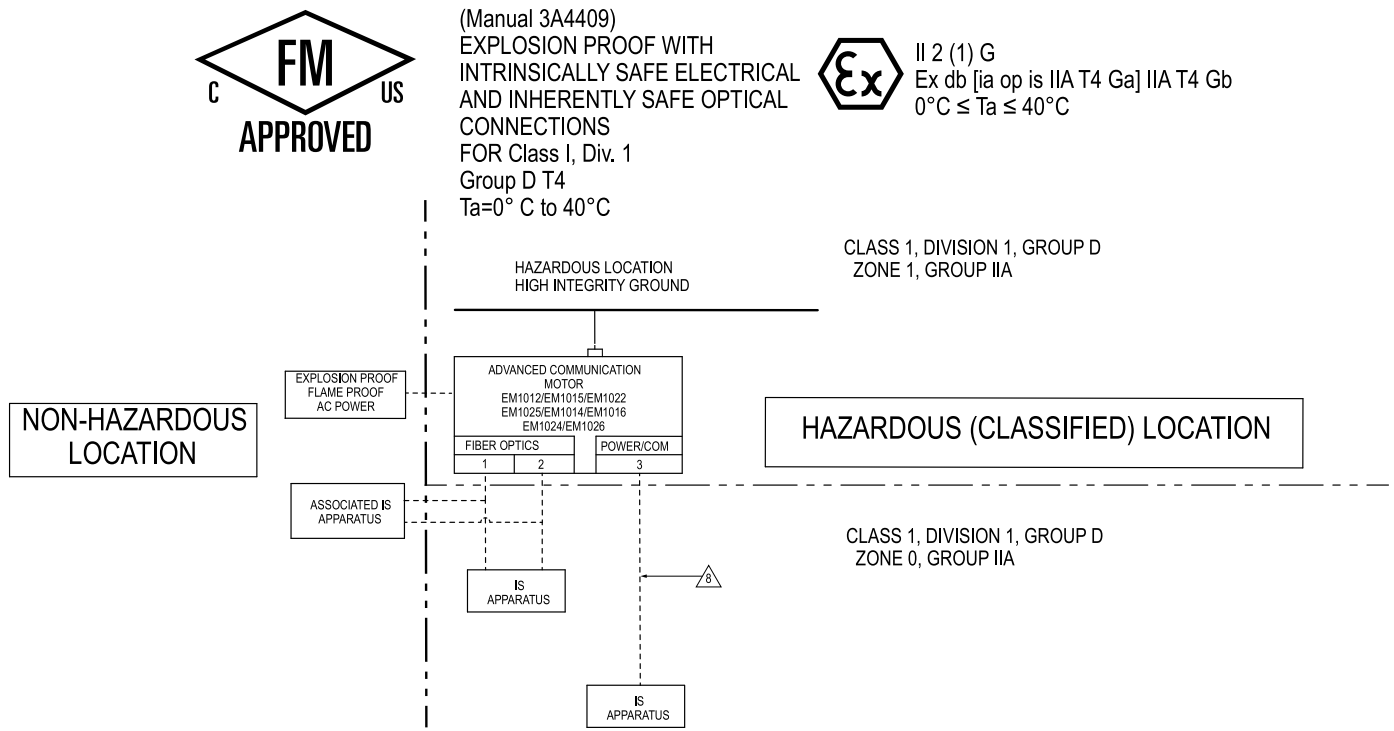 FM
C US
APPROVED
(Manual 3A4409)
EXPLOSION PROOF WITH
INTRINSICALLY SAFE ELECTRICAL
AND INHERENTLY SAFE OPTICAL
CONNECTIONS
FOR Class I, Div. 1
Group D T4
Ta=0° C to 40°C
Ex
II 2 (1) G
Ex db [ia op is IIA T4 Ga] IIA T4 Gb
0°C ≤ Ta ≤ 40°C
CLASS 1, DIVISION 1, GROUP D
ZONE 1, GROUP IIA
HAZARDOUS LOCATION
HIGH INTEGRITY GROUND
EXPLOSION PROOF
FLAME PROOF
AC POWER
ADVANCED COMMUNICATION
MOTOR
EM1012/EM1015/EM1022
EM1025/EM1014/EM1016
EM1024/EM1026
FIBER OPTICS
1 2
POWER/COM
3
NON-HAZARDOUS
LOCATION
HAZARDOUS (CLASSIFIED) LOCATION
ASSOCIATED IS
APPARATUS
CLASS 1, DIVISION 1, GROUP D
ZONE 0, GROUP IIA
IS
APPARATUS
8
IS
APPARATUS